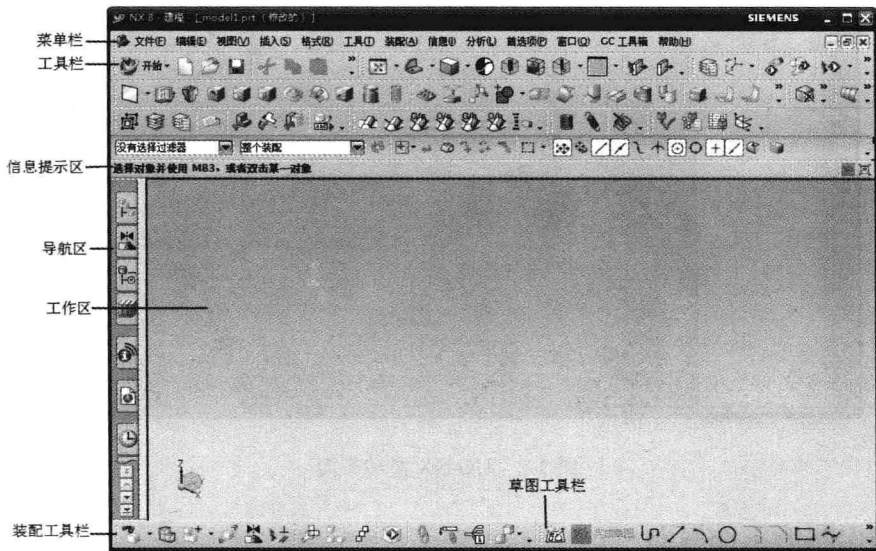 NX 8 - 建模 - [_model1.prt （修改的）]
SIEMENS
菜单栏
文件(F) 编辑(E) 视图(V) 插入(S) 格式(R) 工具(T) 装配(A) 信息(I) 分析(L) 首选项(P) 窗口(O) GC 工具箱 帮助(H)
工具栏
开始
没有选择过滤器
整个装配
信息提示区
选择对象并使用 MB3，或者双击某一对象
导航区
工作区
Z
草图工具栏
装配工具栏